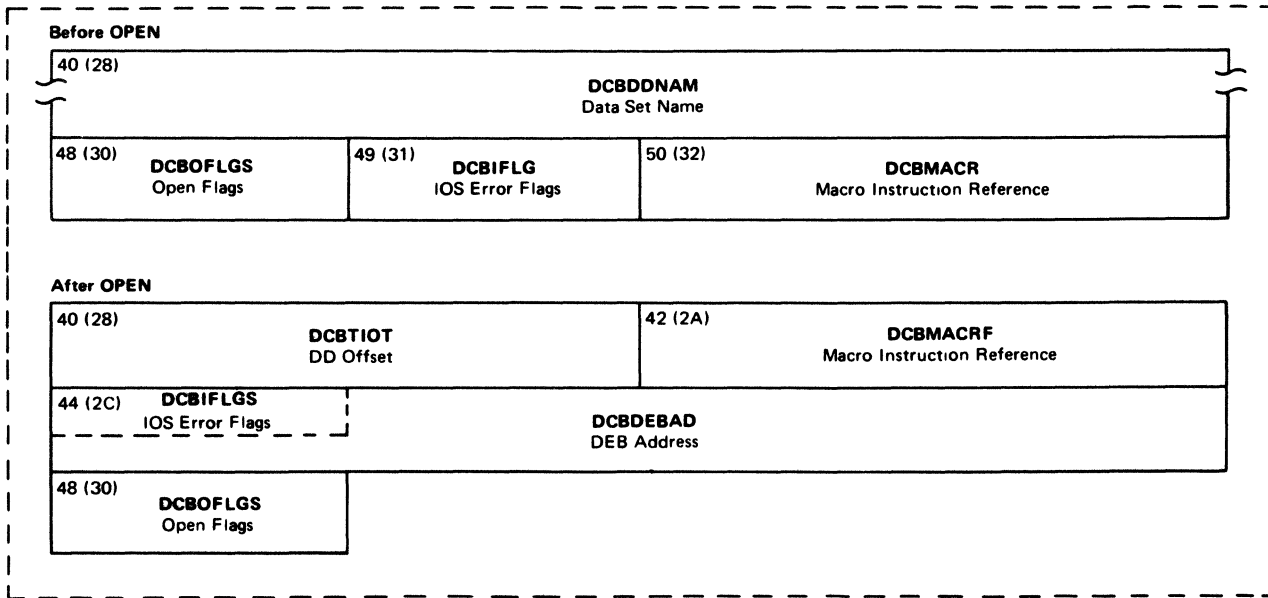 Before OPEN
40 (28)
DCBDDNAM
Data Set Name
48 (30)
DCBOFLGS
Open Flags
49 (31)
DCBIFLG
IOS Error Flags
50 (32)
DCBMACR
Macro Instruction Reference
After OPEN
40 (28)
DCBTIOT
DD Offset
42 (2A)
DCBMACRF
Macro Instruction Reference
44 (2C)
DCBIFLGS
IOS Error Flags
DCBDEBAD
DEB Address
48 (30)
DCBOFLGS
Open Flags